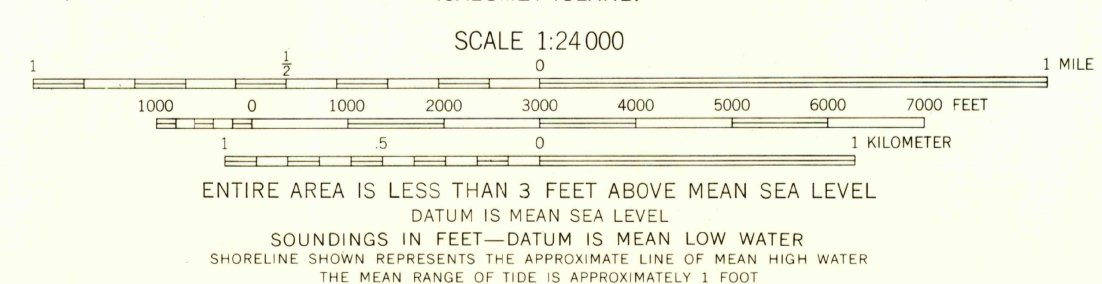 SCALE 1:24 000
1 1/2 0 1 MILE
1000 0 1000 2000 3000 4000 5000 6000 7000 FEET
1 .5 0 1 KILOMETER
ENTIRE AREA IS LESS THAN 3 FEET ABOVE MEAN SEA LEVEL
DATUM IS MEAN SEA LEVEL
SOUNDINGS IN FEET—DATUM IS MEAN LOW WATER
SHORELINE SHOWN REPRESENTS THE APPROXIMATE LINE OF MEAN HIGH WATER
THE MEAN RANGE OF TIDE IS APPROXIMATELY 1 FOOT